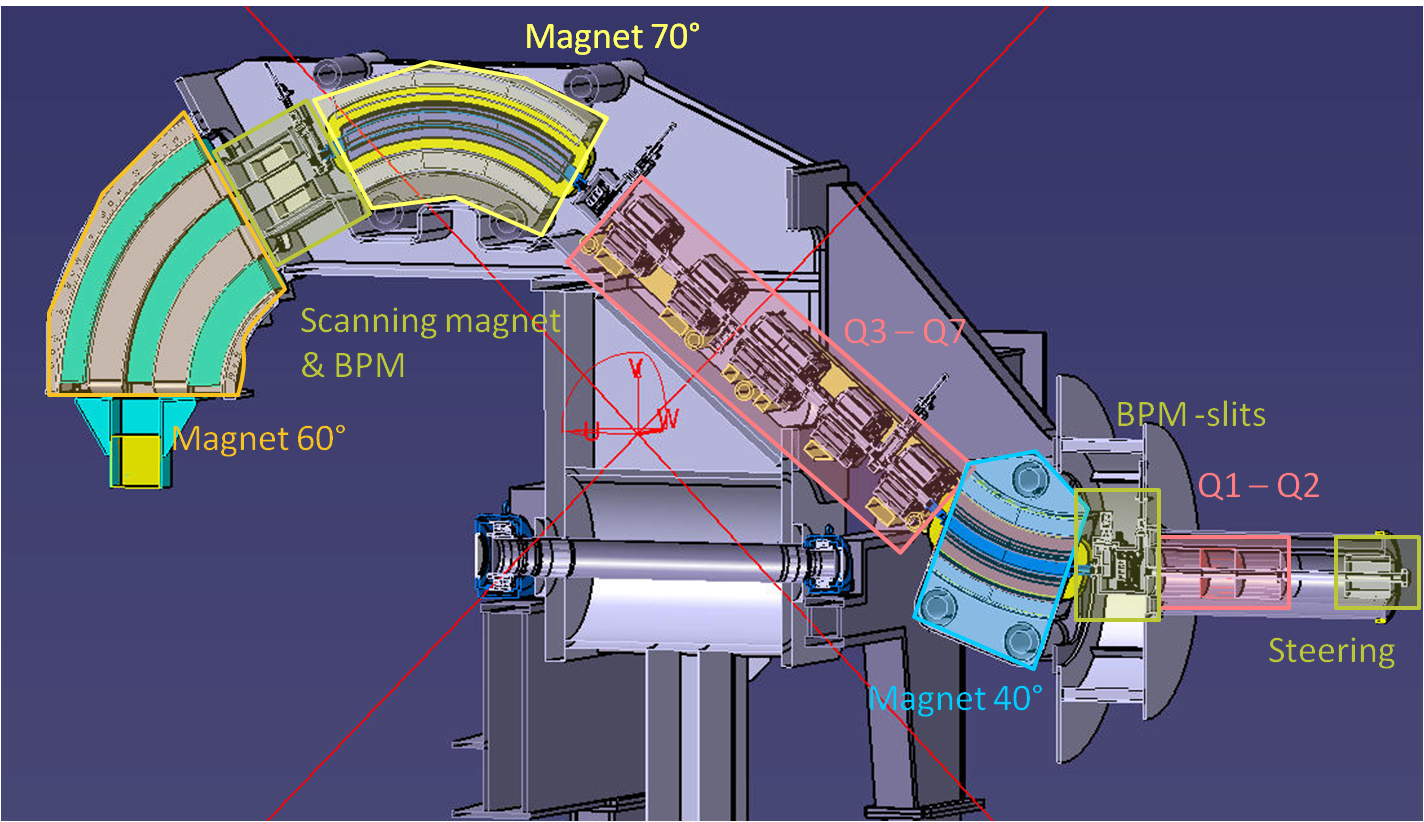 Magnet 70°
Scanning magnet
& BPM
Q3 – Q7
V
W
U
BPM -slits
Magnet 60°
Q1 – Q2
Steering
Magnet 40°